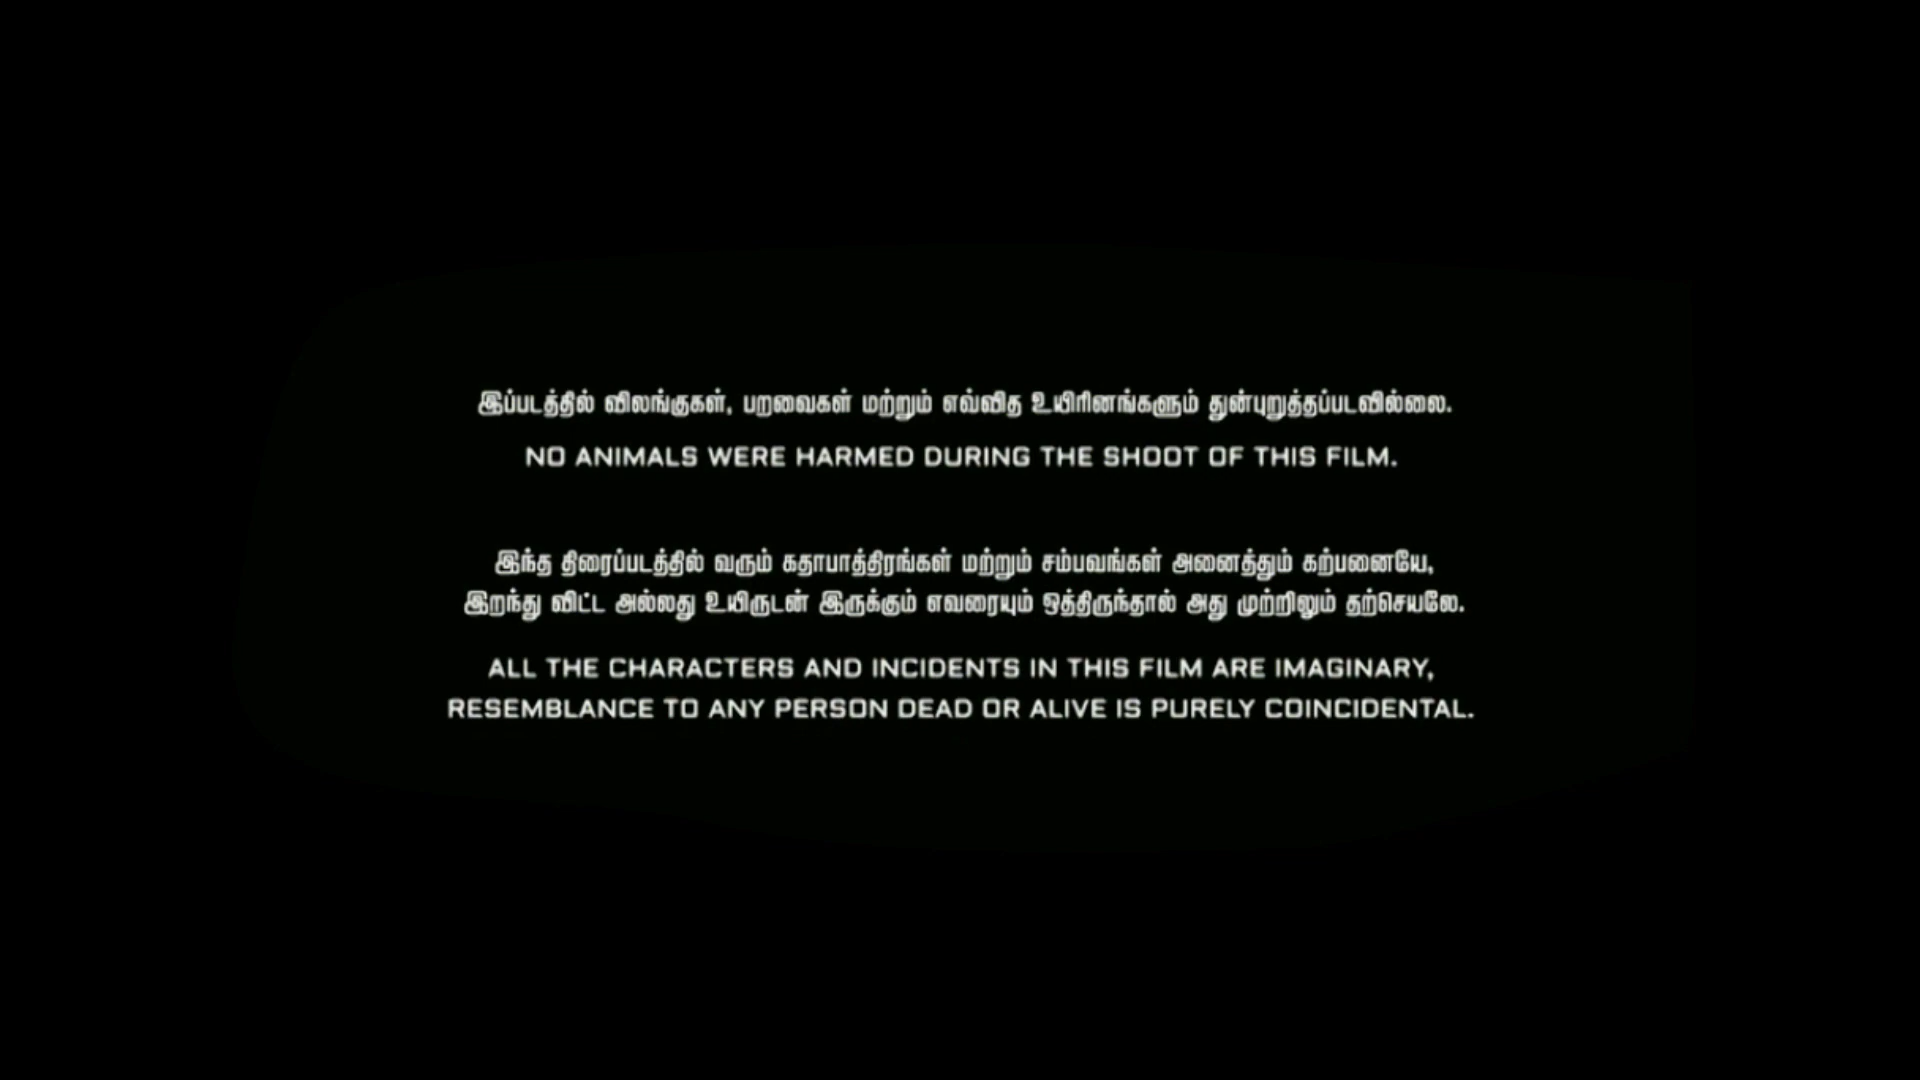 இப்படத்தில் விலங்குகள், பறவைகள் மற்றும் எவ்வித உயிரினங்களும் துன்புறுத்தப்படவில்லை.
NO ANIMALS WERE HARMED DURING THE SHOOT OF THIS FILM.
இந்த திரைப்படத்தில் வரும் கதாபாத்திரங்கள் மற்றும் சம்பவங்கள் அனைத்தும் கற்பனையே,
இறந்து விட்ட அல்லது உயிருடன் இருக்கும் எவரையும் ஒத்திருந்தால் அது முற்றிலும் தற்செயலே.
ALL THE CHARACTERS AND INCIDENTS IN THIS FILM ARE IMAGINARY,
RESEMBLANCE TO ANY PERSON DEAD OR ALIVE IS PURELY COINCIDENTAL.